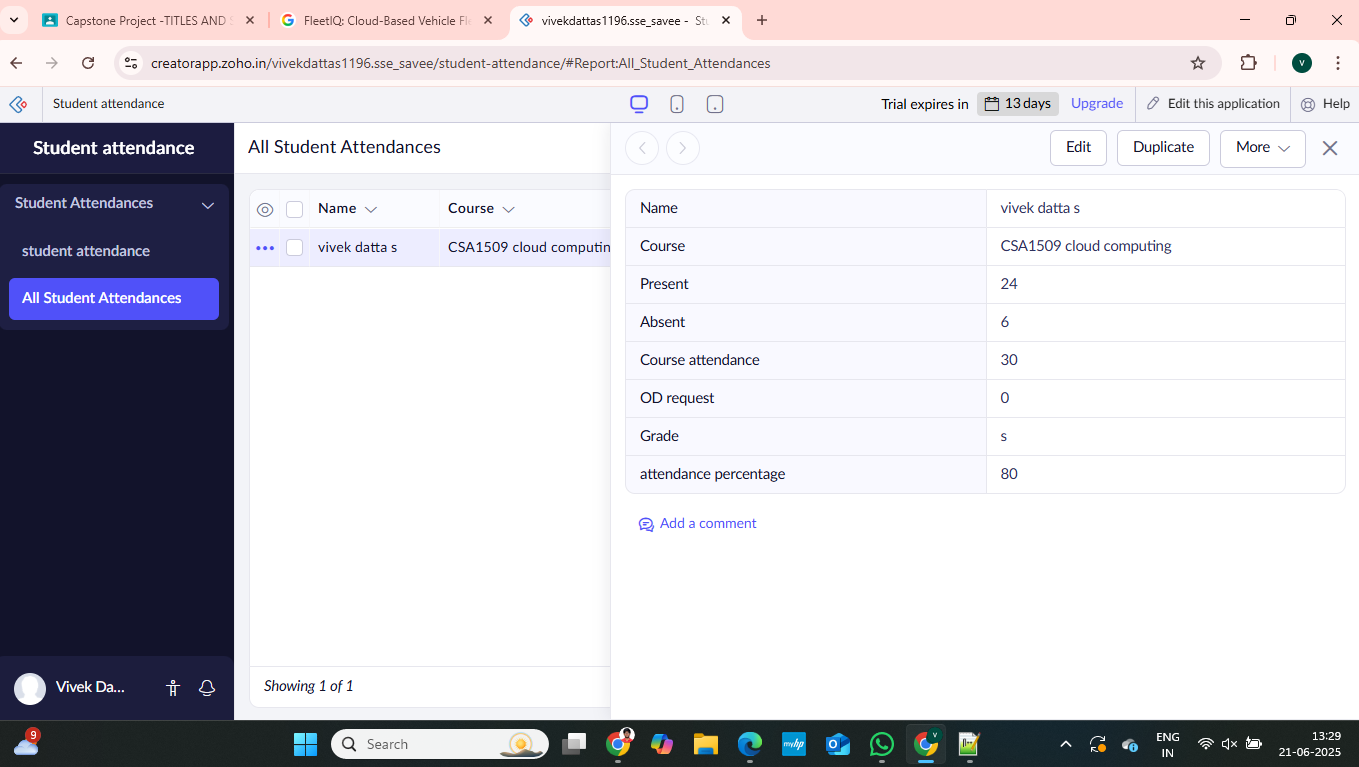 Capstone Project -TITLES AND S
FleetIQ: Cloud-Based Vehicle Fle
vivekdattas1196.sse_savee - Stu
creatorapp.zoho.in/vivekdattas1196.sse_savee/student-attendance/#Report:All_Student_Attendances
V
Student attendance
Trial expires in 13 days Upgrade Edit this application Help
Student attendance
Student Attendances
student attendance
All Student Attendances
Vivek Da...
All Student Attendances
Name Course
vivek datta s CSA1509 cloud computin
Showing 1 of 1
Edit Duplicate More
Name vivek datta s
Course CSA1509 cloud computing
Present 24
Absent 6
Course attendance 30
OD request 0
Grade s
attendance percentage 80
Add a comment
9
Search
myhp
V
ENG
IN
13:29
21-06-2025